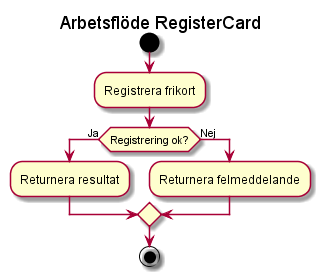 Arbetsflöde RegisterCard
Registrera frikort
Ja
Registrering ok?
Nej
Returnera resultat
Returnera felmeddelande